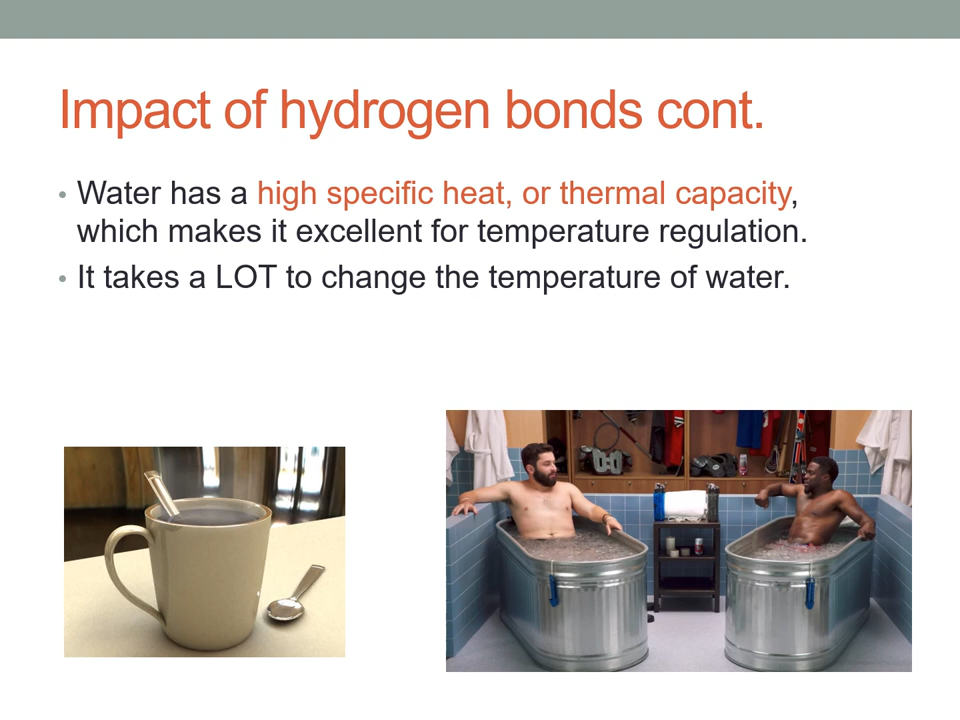 Impact of hydrogen bonds cont.
• Water has a high specific heat, or thermal capacity,
which makes it excellent for temperature regulation.
• It takes a LOT to change the temperature of water.